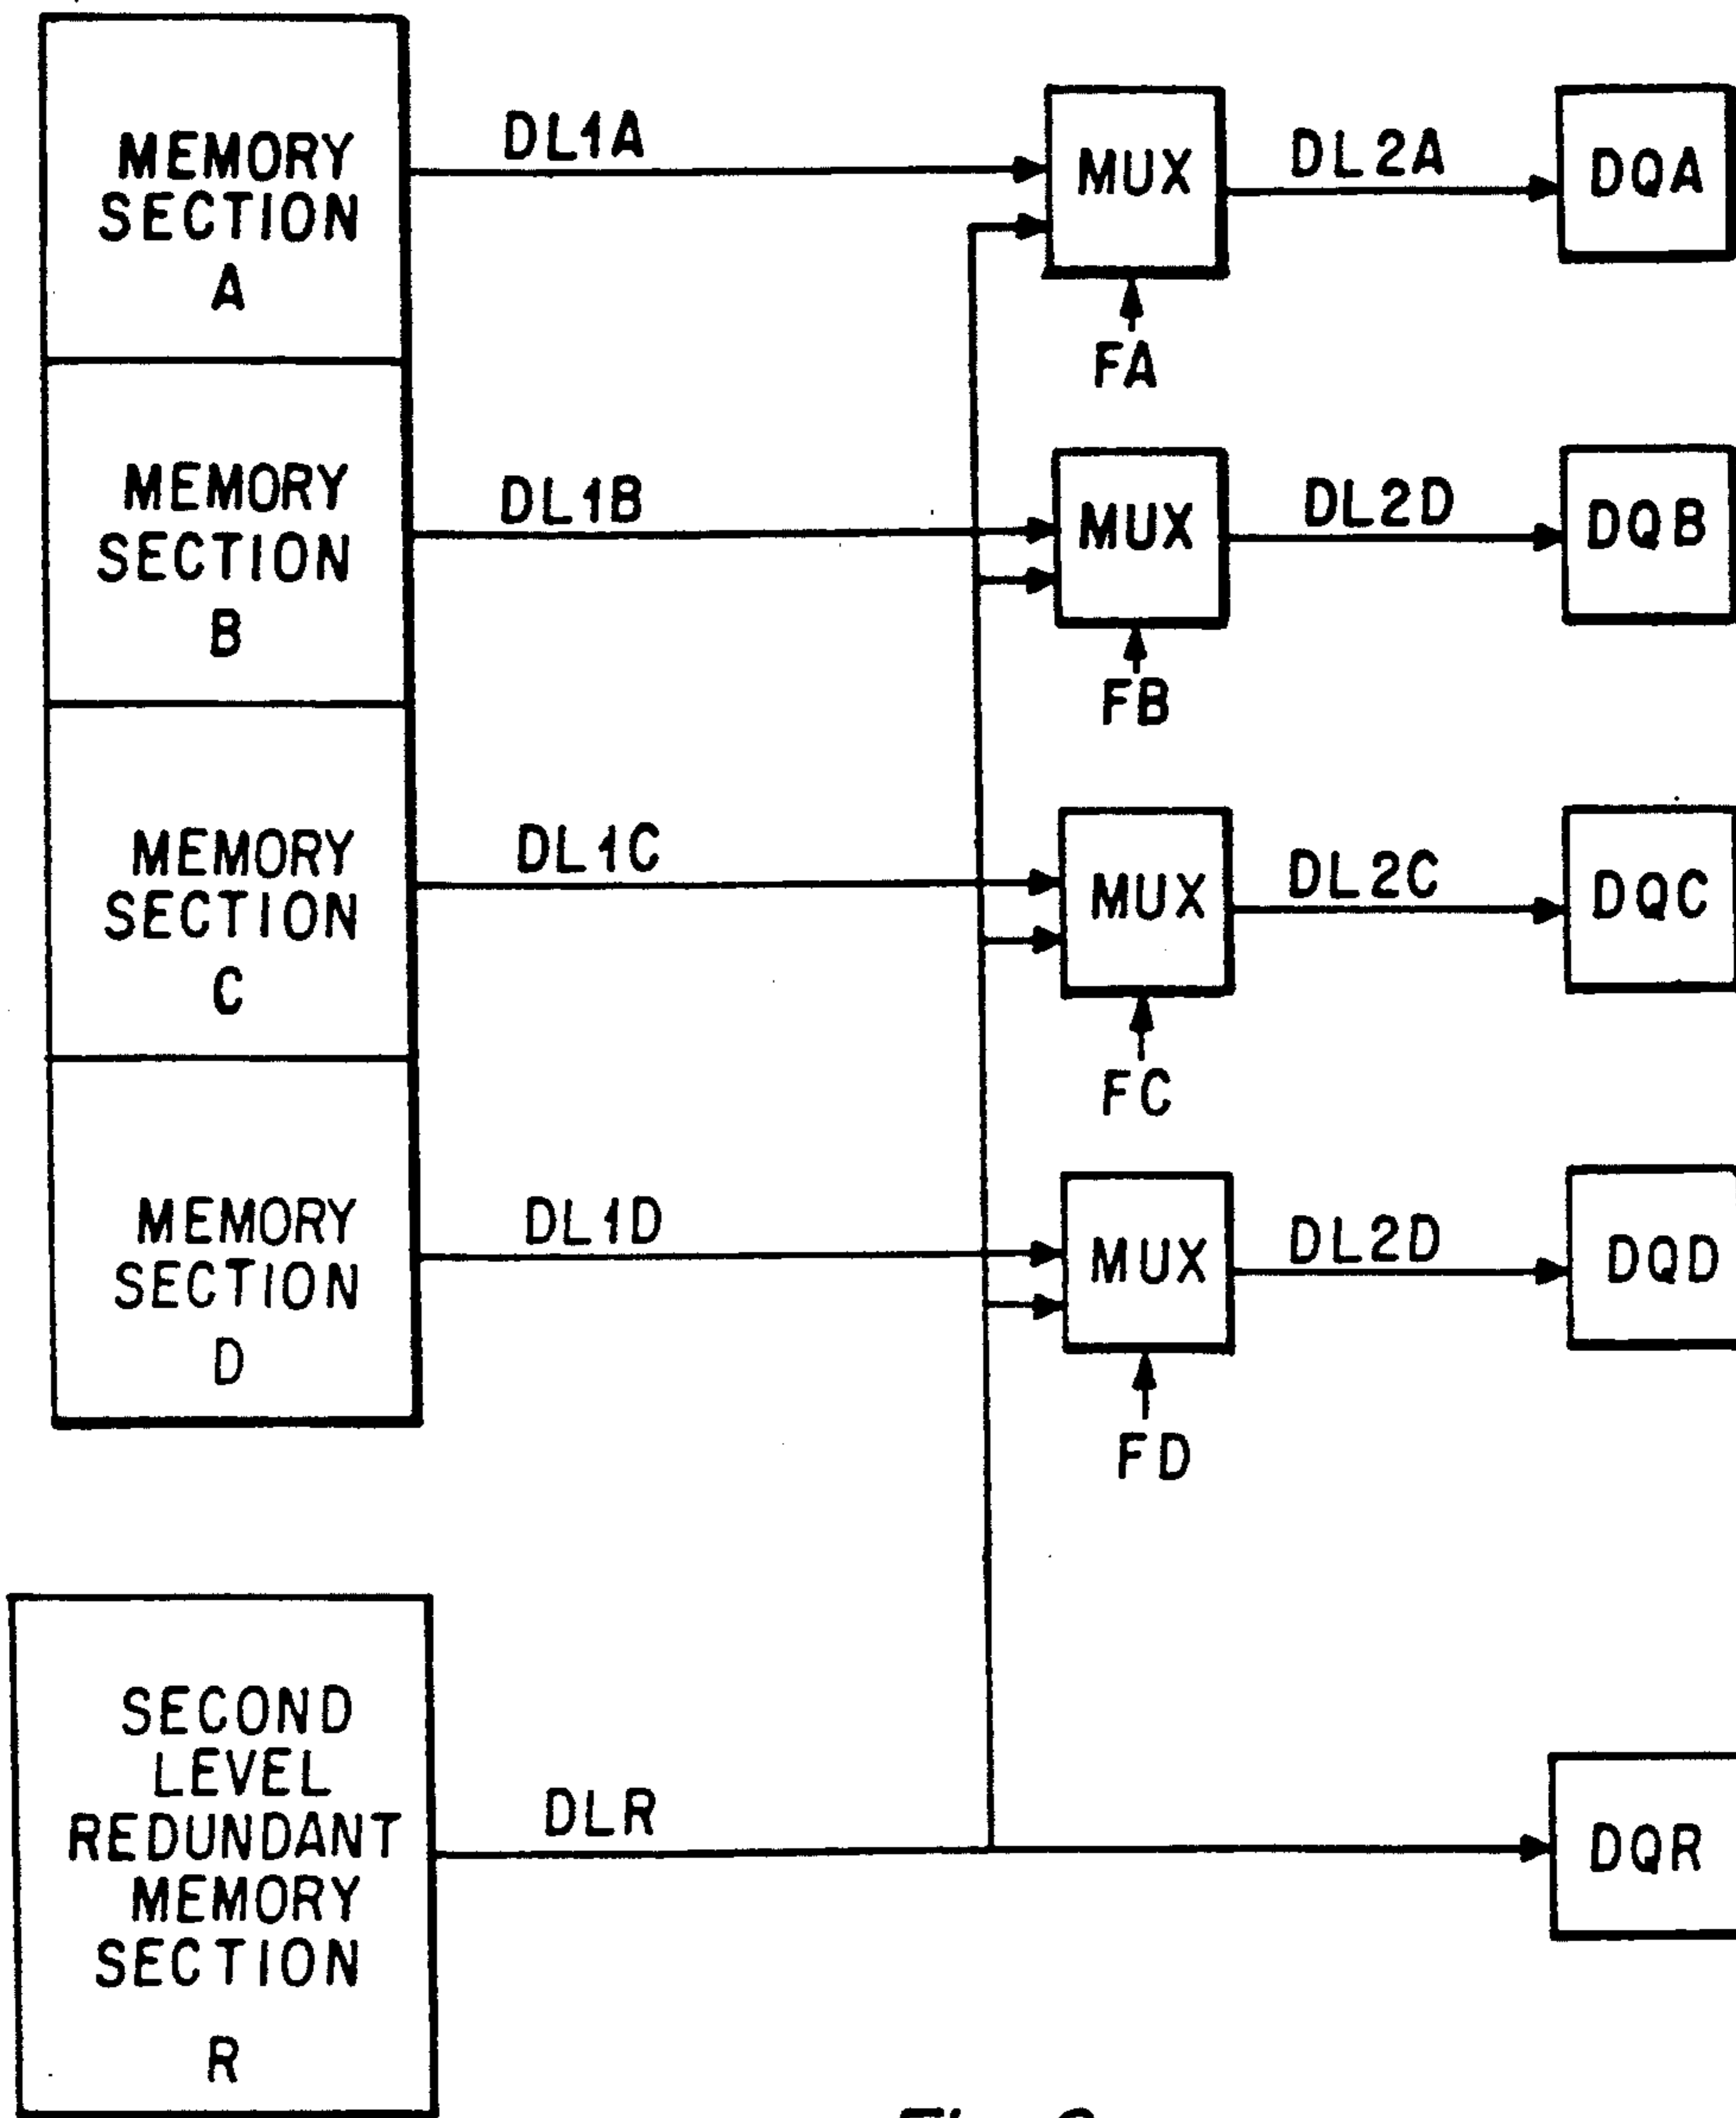 MEMORY
SECTION
A
DL1A
MUX
DL2A
DQA
FA
MEMORY
SECTION
B
DL1B
MUX
DL2D
DQB
FB
MEMORY
SECTION
C
DL1C
MUX
DL2C
DQC
FC
MEMORY
SECTION
D
DL1D
MUX
DL2D
DQD
FD
SECOND
LEVEL
REDUNDANT
MEMORY
SECTION
R
DLR
DQR